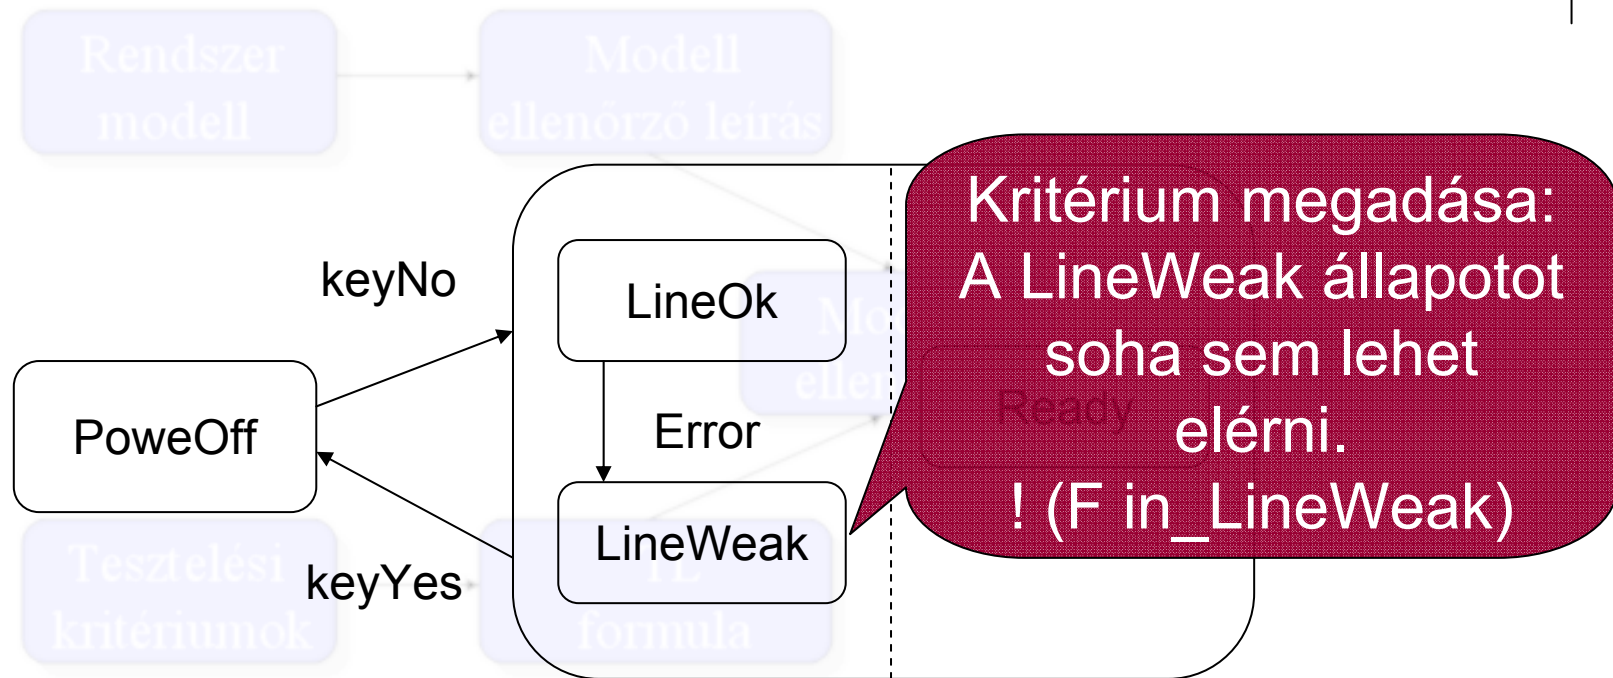 Rendszer
modell
Modell
ellenőrző leírás
Kritérium megadása:
A LineWeak állapotot
soha sem lehet
elérni.
! (F in_LineWeak)
keyNo
LineOk
Ready
PoweOff
Error
LineWeak
keyYes
Tesztelési
kritériumok
TL
formula